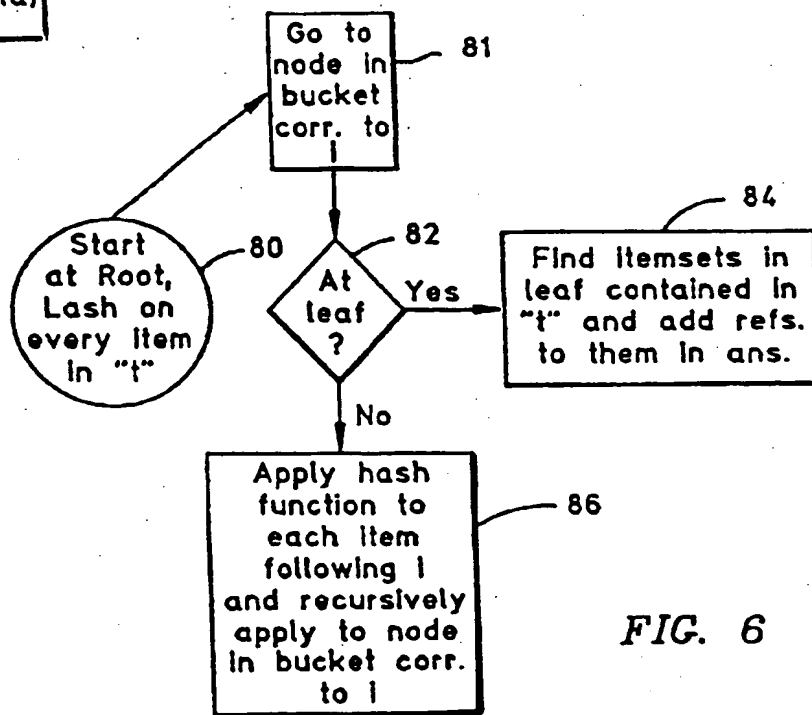 Go to
node in
bucket
corr. to
i
81
Start
at Root,
Lash on
every item
in "t"
80
82
At
leaf
?
Yes
84
Find itemsets in
leaf contained in
"t" and add refs.
to them in ans.
No
Apply hash
function to
each item
following i
and recursively
apply to node
in bucket corr.
to i
86
FIG. 6